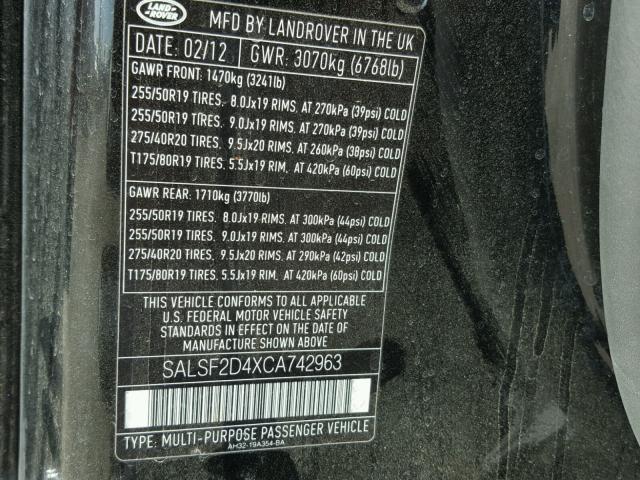 LAND
ROVER
MFD BY LANDROVER IN THE UK
DATE: 02/12 GWR: 3070kg (6768lb)
GAWR FRONT: 1470kg (3241lb)
255/50R19 TIRES. 8.0Jx19 RIMS. AT 270kPa (39psi) COLD
255/50R19 TIRES. 9.0Jx19 RIMS. AT 270kPa (39psi) COLD
275/40R20 TIRES. 9.5Jx20 RIMS. AT 260kPa (38psi) COLD
T175/80R19 TIRES. 5.5Jx19 RIM. AT 420kPa (60psi) COLD
GAWR REAR: 1710kg (3770lb)
255/50R19 TIRES. 8.0Jx19 RIMS. AT 300kPa (44psi) COLD
255/50R19 TIRES. 9.0Jx19 RIMS. AT 300kPa (44psi) COLD
275/40R20 TIRES. 9.5Jx20 RIMS. AT 290kPa (42psi) COLD
T175/80R19 TIRES. 5.5Jx19 RIM. AT 420kPa (60psi) COLD
THIS VEHICLE CONFORMS TO ALL APPLICABLE
U.S. FEDERAL MOTOR VEHICLE SAFETY
STANDARDS IN EFFECT ON THE DATE OF
MANUFACTURE SHOWN ABOVE
SALSF2D4XCA742963
TYPE: MULTI-PURPOSE PASSENGER VEHICLE
AH32-19A354-BA